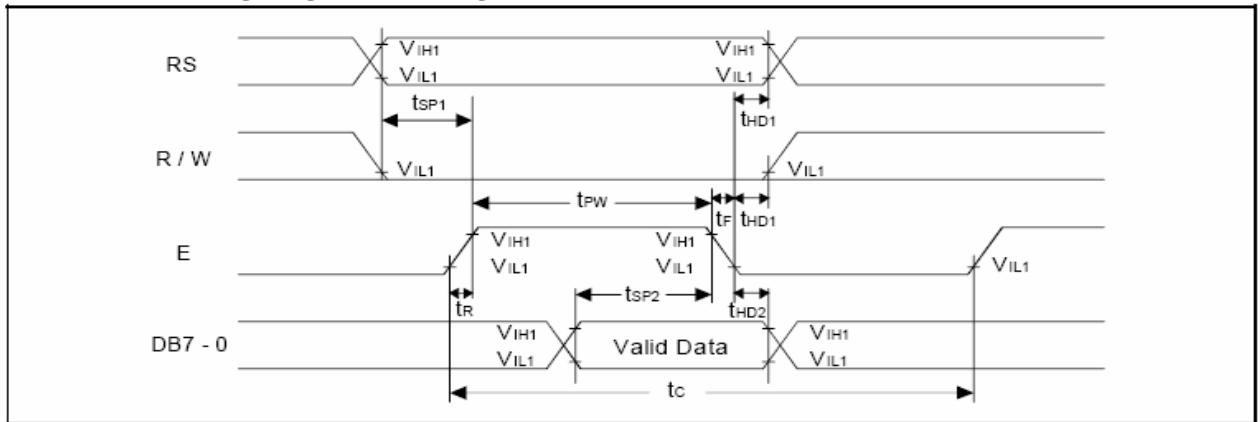 RS
VIH1
VIL1
VIH1
VIL1
tSP1
tHD1
R / W
VIL1
VIL1
tPW
tF
tHD1
E
VIH1
VIL1
VIH1
VIL1
VIL1
tR
tSP2
tHD2
DB7 - 0
VIH1
VIL1
Valid Data
VIH1
VIL1
tC